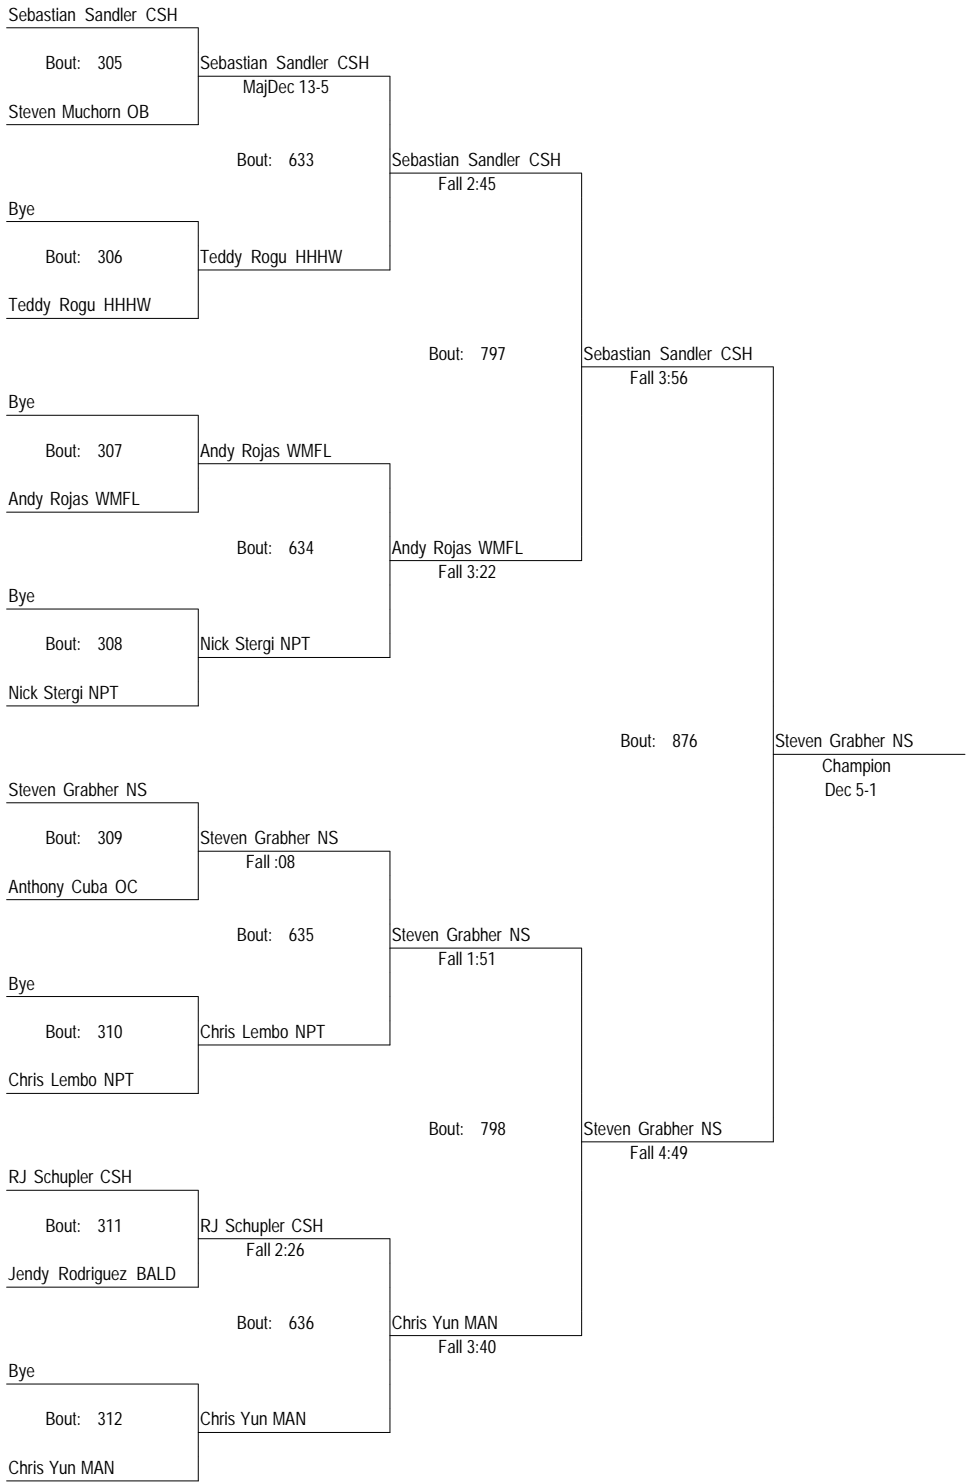 Sebastian Sandler CSH
Bout: 305
Sebastian Sandler CSH
MajDec 13-5
Steven Muchorn OB
Bout: 633
Sebastian Sandler CSH
Fall 2:45
Bye
Bout: 306
Teddy Rogu HHHW
Teddy Rogu HHHW
Bout: 797
Sebastian Sandler CSH
Fall 3:56
Bye
Bout: 307
Andy Rojas WMFL
Andy Rojas WMFL
Bout: 634
Andy Rojas WMFL
Fall 3:22
Bye
Bout: 308
Nick Stergi NPT
Nick Stergi NPT
Bout: 876
Steven Grabher NS
Champion
Dec 5-1
Steven Grabher NS
Bout: 309
Steven Grabher NS
Fall :08
Anthony Cuba OC
Bout: 635
Steven Grabher NS
Fall 1:51
Bye
Bout: 310
Chris Lembo NPT
Chris Lembo NPT
Bout: 798
Steven Grabher NS
Fall 4:49
RJ Schupler CSH
Bout: 311
RJ Schupler CSH
Fall 2:26
Jendy Rodriguez BALD
Bout: 636
Chris Yun MAN
Fall 3:40
Bye
Bout: 312
Chris Yun MAN
Chris Yun MAN